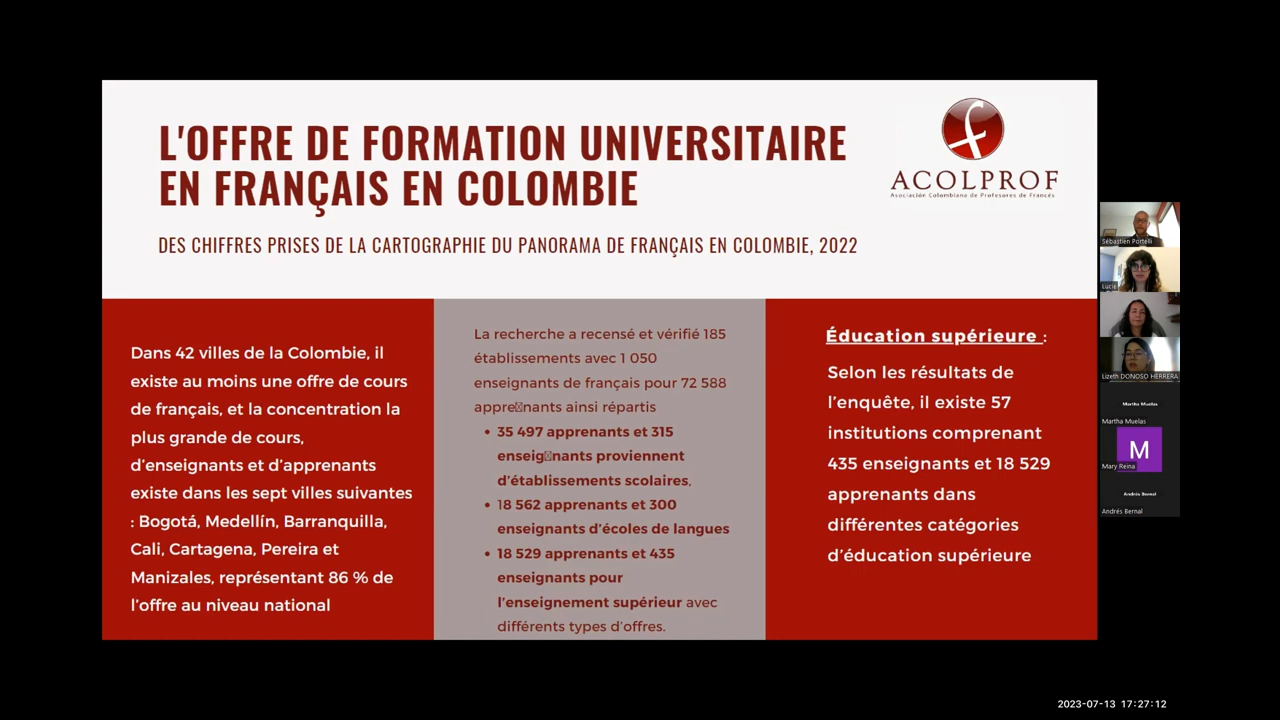 L'OFFRE DE FORMATION UNIVERSITAIRE
EN FRANÇAIS EN COLOMBIE
DES CHIFFRES PRISES DE LA CARTOGRAPHIE DU PANORAMA DE FRANÇAIS EN COLOMBIE, 2022
ACOLPROF
Asociación Colombiana de Profesores de Francés
Dans 42 villes de la Colombie, il
existe au moins une offre de cours
de français, et la concentration la
plus grande de cours,
d'enseignants et d'apprenants
existe dans les sept villes suivantes
: Bogotá, Medellín, Barranquilla,
Cali, Cartagena, Pereira et
Manizales, représentant 86 % de
l'offre au niveau national
La recherche a recensé et vérifié 185
établissements avec 1 050
enseignants de français pour 72 588
appre☒nants ainsi répartis
• 35 497 apprenants et 315
enseig☒nants proviennent
d'établissements scolaires,
• 18 562 apprenants et 300
enseignants d'écoles de langues
• 18 529 apprenants et 435
enseignants pour
l'enseignement supérieur avec
différents types d'offres.
Éducation supérieure :
Selon les résultats de
l'enquête, il existe 57
institutions comprenant
435 enseignants et 18 529
apprenants dans
différentes catégories
d'éducation supérieure
Sébastien Portelli
Lucie
Lizeth DONOSO HERRERA
Martha Muelas
Martha Muelas
M
Mary Reina
Andrés Bernal
Andrés Bernal
2023-07-13 17:27:12